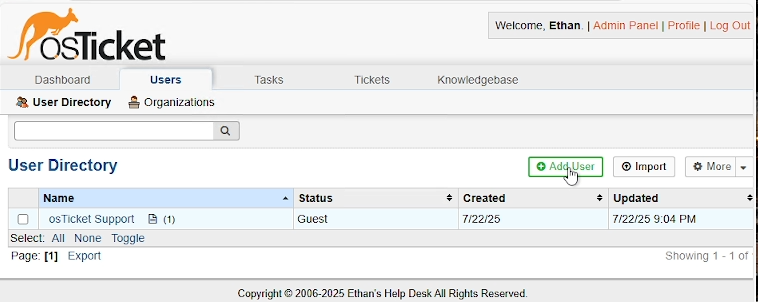 osTicket
Welcome, Ethan. | Admin Panel | Profile | Log Out
Dashboard Users Tasks Tickets Knowledgebase
User Directory Organizations
User Directory
Add User Import More
Name Status Created Updated
osTicket Support (1) Guest 7/22/25 7/22/25 9:04 PM
Select: All None Toggle
Page: [1] Export Showing 1 - 1 of
Copyright © 2006-2025 Ethan's Help Desk All Rights Reserved.